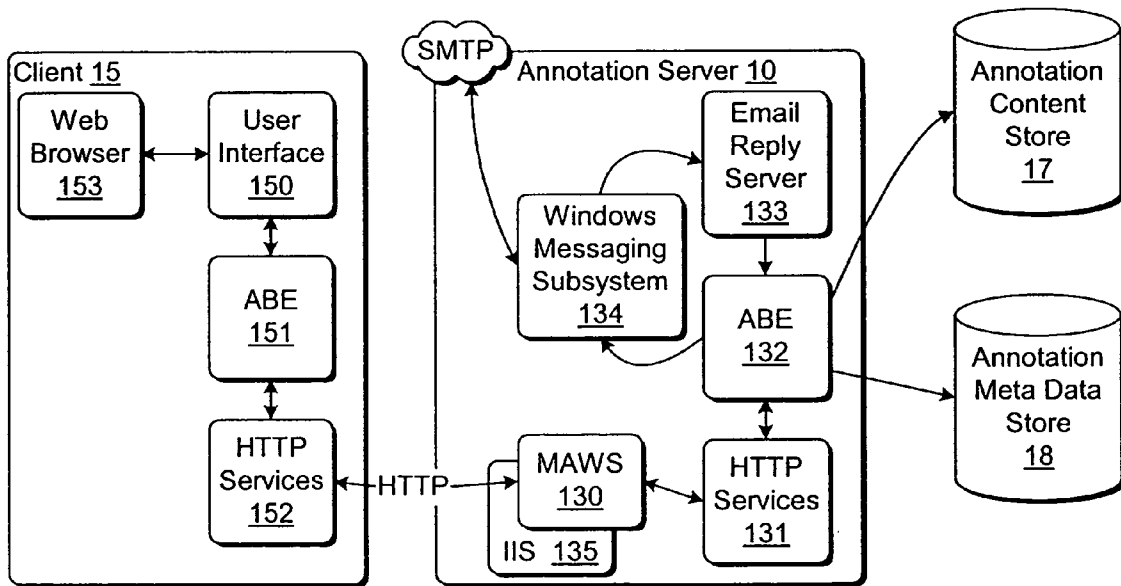 Client 15
Web
Browser
153
User
Interface
150
ABE
151
HTTP
Services
152
HTTP
SMTP
Annotation Server 10
Email
Reply
Server
133
Windows
Messaging
Subsystem
134
ABE
132
MAWS
130
IIS 135
HTTP
Services
131
Annotation
Content
Store
17
Annotation
Meta Data
Store
18